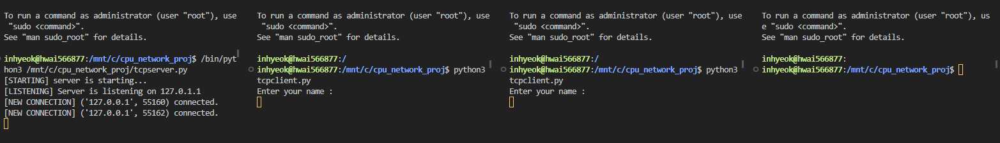 To run a command as administrator (user "root"), use
 "sudo <command>".
See "man sudo_root" for details.
inhyeok@hwai566877:/mnt/c/cpu_network_proj$ /bin/pyt
hon3 /mnt/c/cpu_network_proj/tcpserver.py
[STARTING] server is starting...
[LISTENING] Server is listening on 127.0.1.1
[NEW CONNECTION] ('127.0.0.1', 55160) connected.
[NEW CONNECTION] ('127.0.0.1', 55162) connected.
To run a command as administrator (user "root"), use
 "sudo <command>".
See "man sudo_root" for details.
inhyeok@hwai566877:/
inhyeok@hwai566877:/mnt/c/cpu_network_proj$ python3
tcpclient.py
Enter your name :
To run a command as administrator (user "root"), use
 "sudo <command>".
See "man sudo_root" for details.
inhyeok@hwai566877:/
inhyeok@hwai566877:/mnt/c/cpu_network_proj$ python3
tcpclient.py
Enter your name :
To run a command as administrator (user "root"), us
e "sudo <command>".
See "man sudo_root" for details.
inhyeok@hwai566877:
inhyeok@hwai566877:/mnt/c/cpu_network_proj$